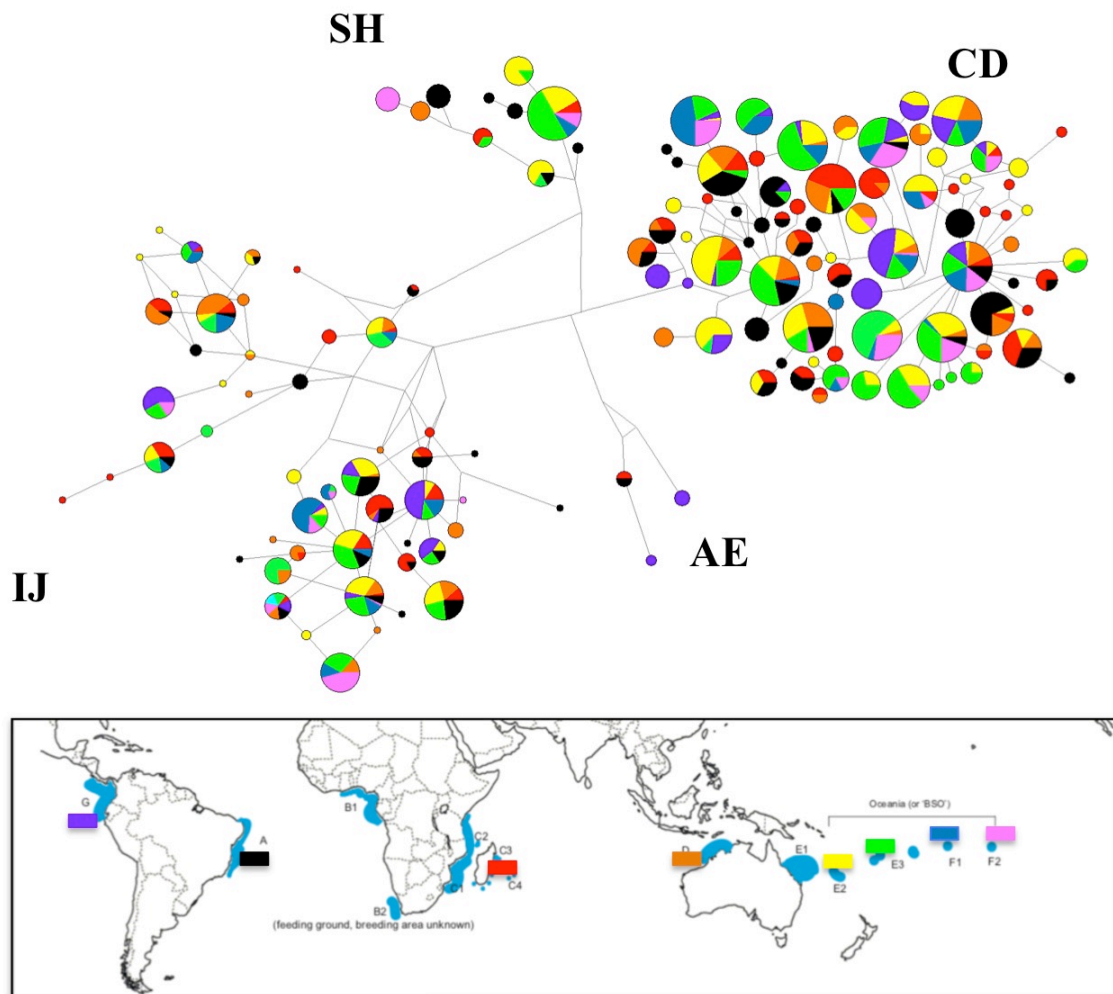 SH
CD
IJ
AE
Oceania (or 'BSO')
G
A
B1
C2
C3
C4
C1
B2
(feeding ground, breeding area unknown)
D
E1
E2
E3
F1
F2